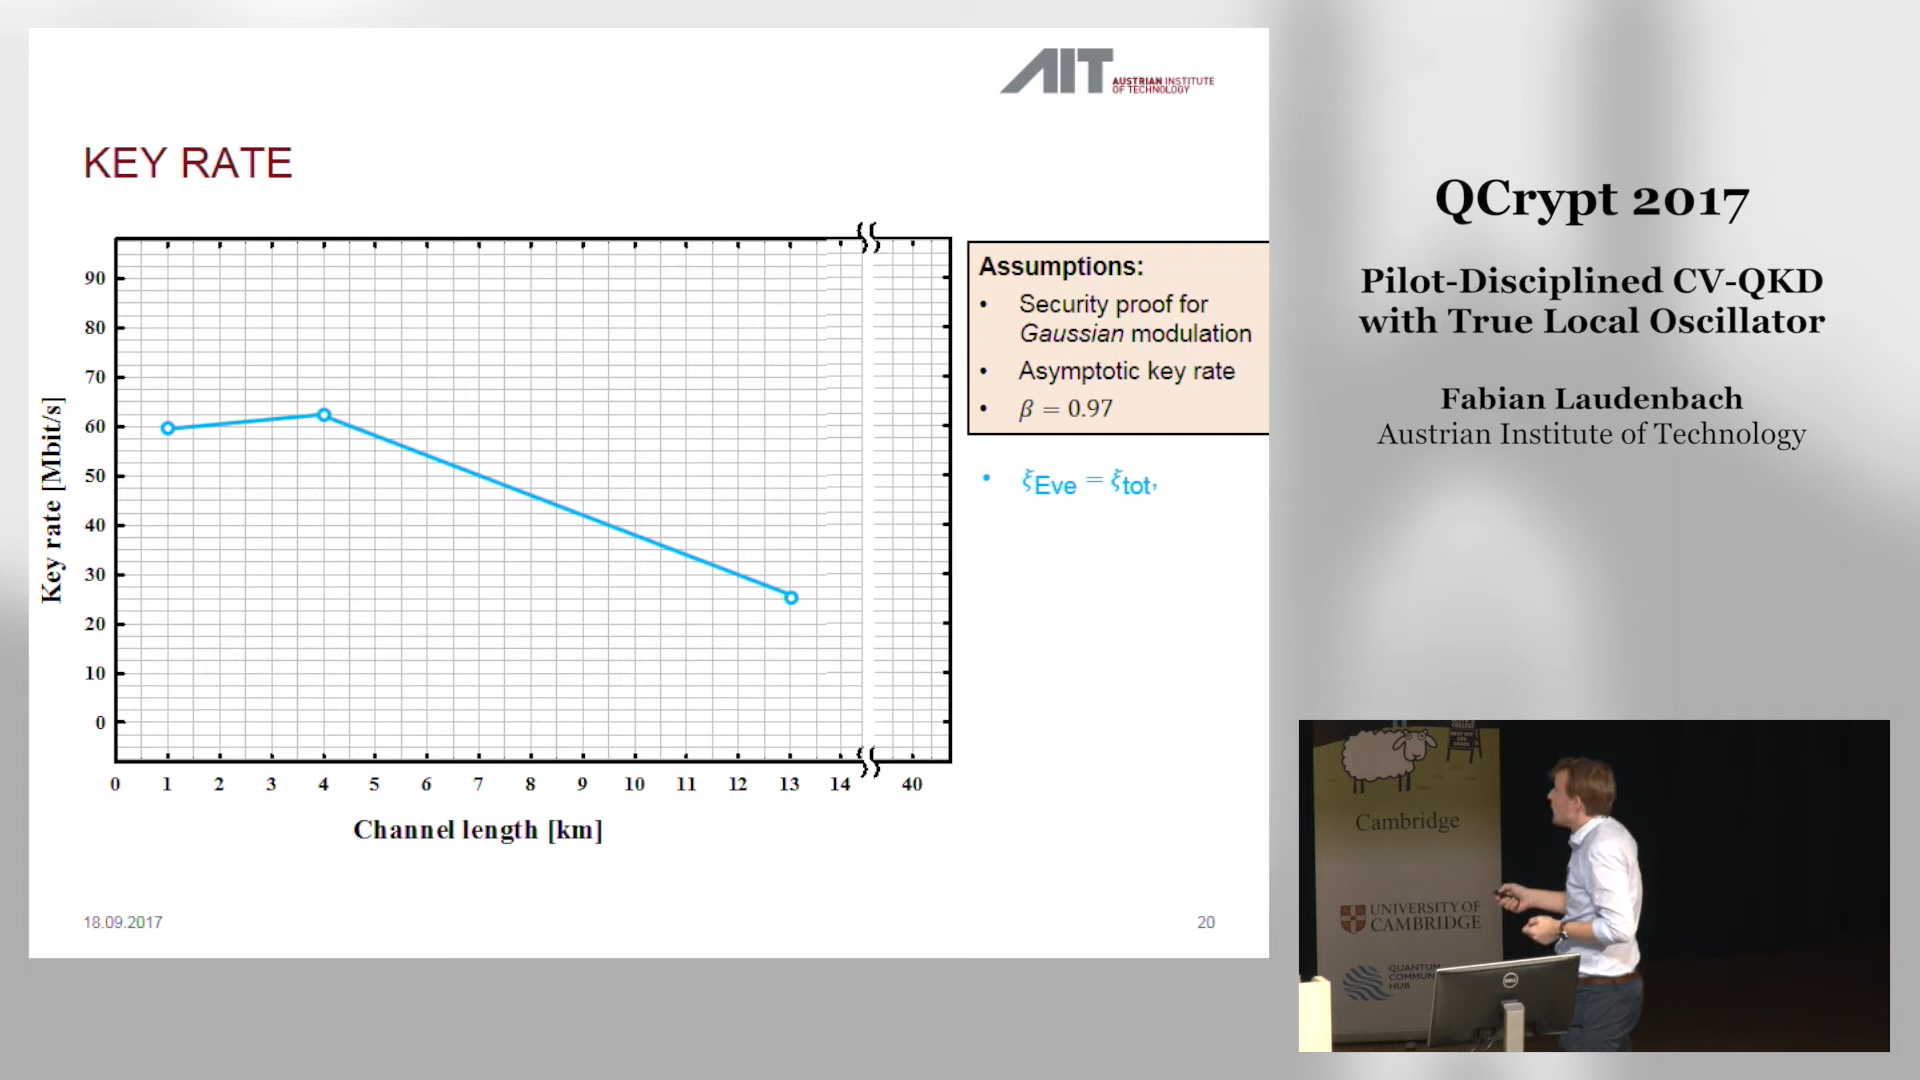 AIT
AUSTRIAN INSTITUTE
OF TECHNOLOGY
KEY RATE
90
80
70
60
50
40
30
20
10
0
Key rate [Mbit/s]
0 1 2 3 4 5 6 7 8 9 10 11 12 13 14 40
Channel length [km]
Assumptions:
• Security proof for
Gaussian modulation
• Asymptotic key rate
• β = 0.97
• ξEve = ξtot,
18.09.2017
20
QCrypt 2017
Pilot-Disciplined CV-QKD
with True Local Oscillator
Fabian Laudenbach
Austrian Institute of Technology
Cambridge
UNIVERSITY OF
CAMBRIDGE
QUANTUM
HUB
DELL